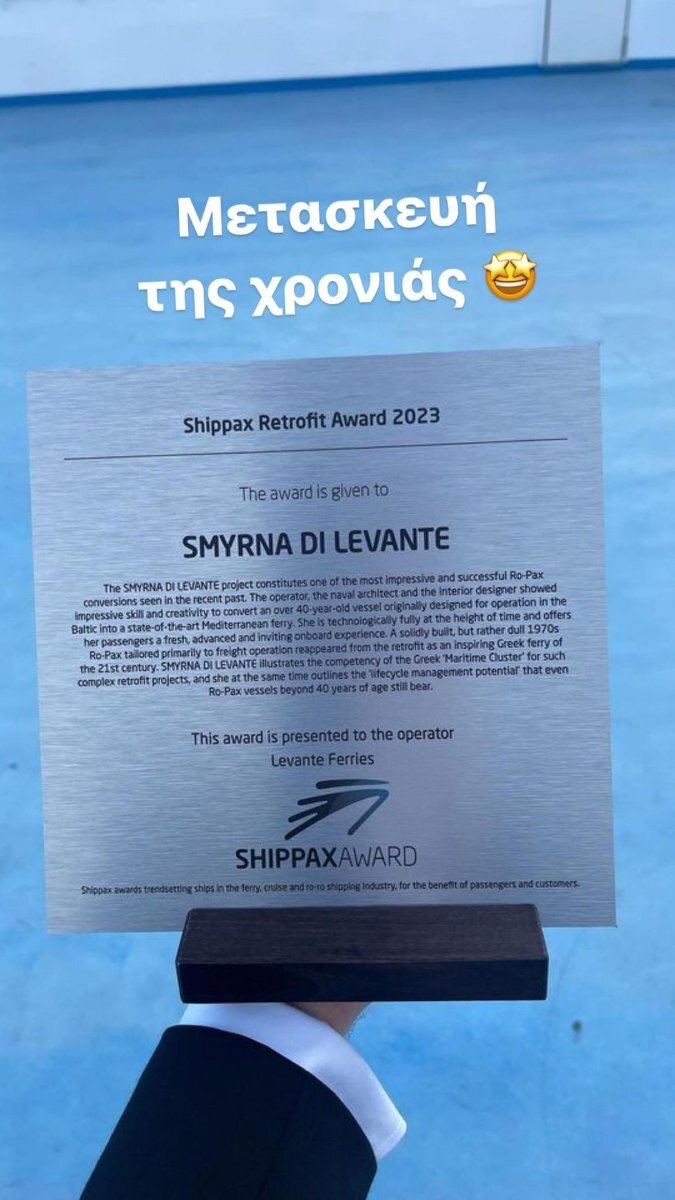 Μετασκευή
της χρονιάς 🤩
Shippax Retrofit Award 2023
The award is given to
SMYRNA DI LEVANTE
The SMYRNA DI LEVANTE project constitutes one of the most impressive and successful Ro-Pax
conversions seen in the recent past. The operator, the naval architect and the interior designer showed
impressive skill and creativity to convert an over 40-year-old vessel originally designed for operation in the
Baltic into a state-of-the-art Mediterranean ferry. She is technologically fully at the height of time and offers
her passengers a fresh, advanced and inviting onboard experience. A solidly built, but rather dull 1970s
Ro-Pax tailored primarily to freight operation reappeared from the retrofit as an inspiring Greek ferry of
the 21st century. SMYRNA DI LEVANTE illustrates the competency of the Greek 'Maritime Cluster' for such
complex retrofit projects, and she at the same time outlines the 'lifecycle management potential' that even
Ro-Pax vessels beyond 40 years of age still bear.
This award is presented to the operator
Levante Ferries
SHIPPAXAWARD
Shippax awards trendsetting ships in the ferry, cruise and ro-ro shipping industry, for the benefit of passengers and customers.